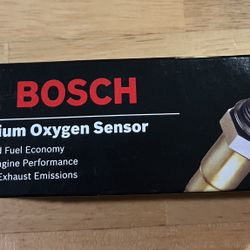 BOSCH
ium Oxygen Sensor
d Fuel Economy
ngine Performance
Exhaust Emissions